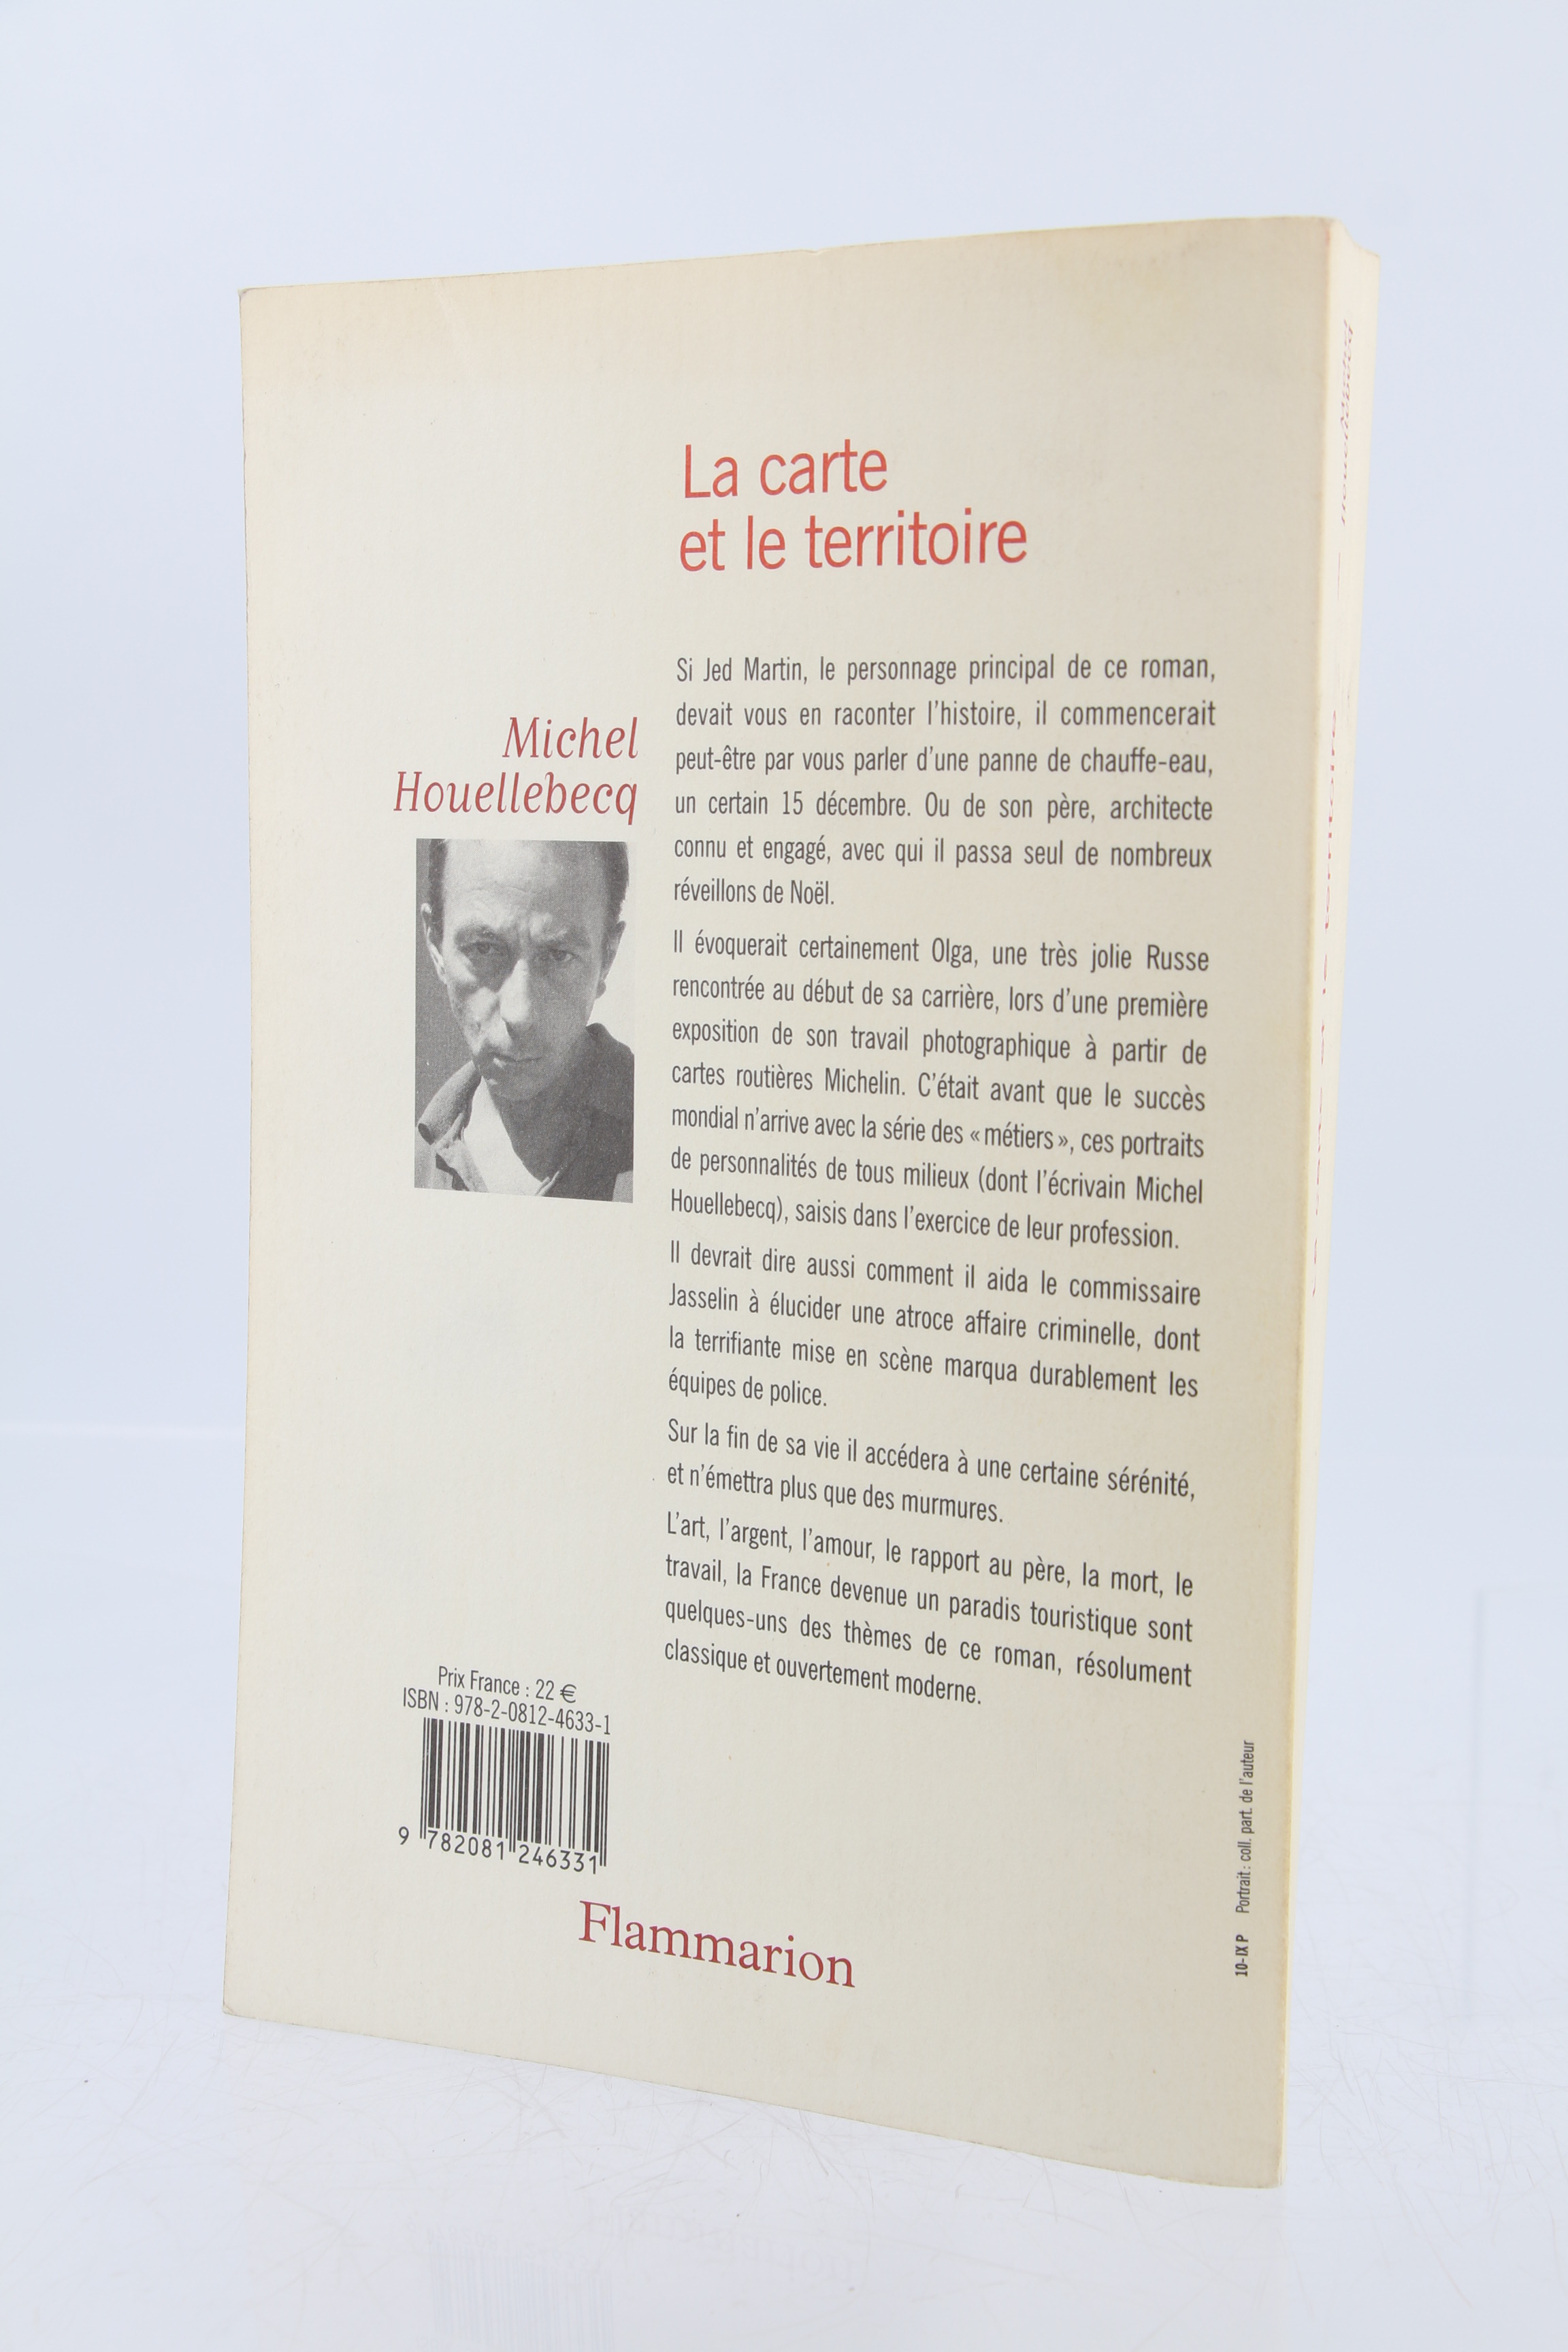 La carte
et le territoire
Michel
Houellebecq
Si Jed Martin, le personnage principal de ce roman,
devait vous en raconter l'histoire, il commencerait
peut-être par vous parler d'une panne de chauffe-eau,
un certain 15 décembre. Ou de son père, architecte
connu et engagé, avec qui il passa seul de nombreux
réveillons de Noël.
Il évoquerait certainement Olga, une très jolie Russe
rencontrée au début de sa carrière, lors d'une première
exposition de son travail photographique à partir de
cartes routières Michelin. C'était avant que le succès
mondial n'arrive avec la série des « métiers », ces portraits
de personnalités de tous milieux (dont l'écrivain Michel
Houellebecq), saisis dans l'exercice de leur profession.
Il devrait dire aussi comment il aida le commissaire
Jasselin à élucider une atroce affaire criminelle, dont
la terrifiante mise en scène marqua durablement les
équipes de police.
Sur la fin de sa vie il accédera à une certaine sérénité,
et n'émettra plus que des murmures.
L'art, l'argent, l'amour, le rapport au père, la mort, le
travail, la France devenue un paradis touristique sont
quelques-uns des thèmes de ce roman, résolument
classique et ouvertement moderne.
Prix France : 22 €
ISBN : 978-2-0812-4633-1
9 782081 246331
Flammarion
10-IX P Portrait : coll. part. de l'auteur
Michel
Houellebecq